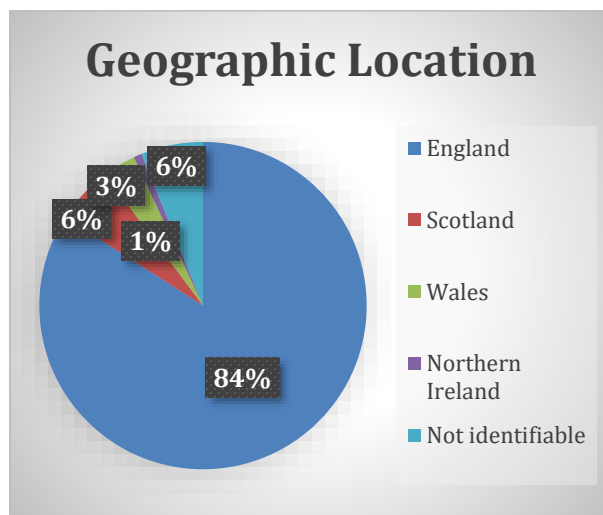 Geographic Location
6%
3%
6%
1%
84%
England
Scotland
Wales
Northern
Ireland
Not identifiable